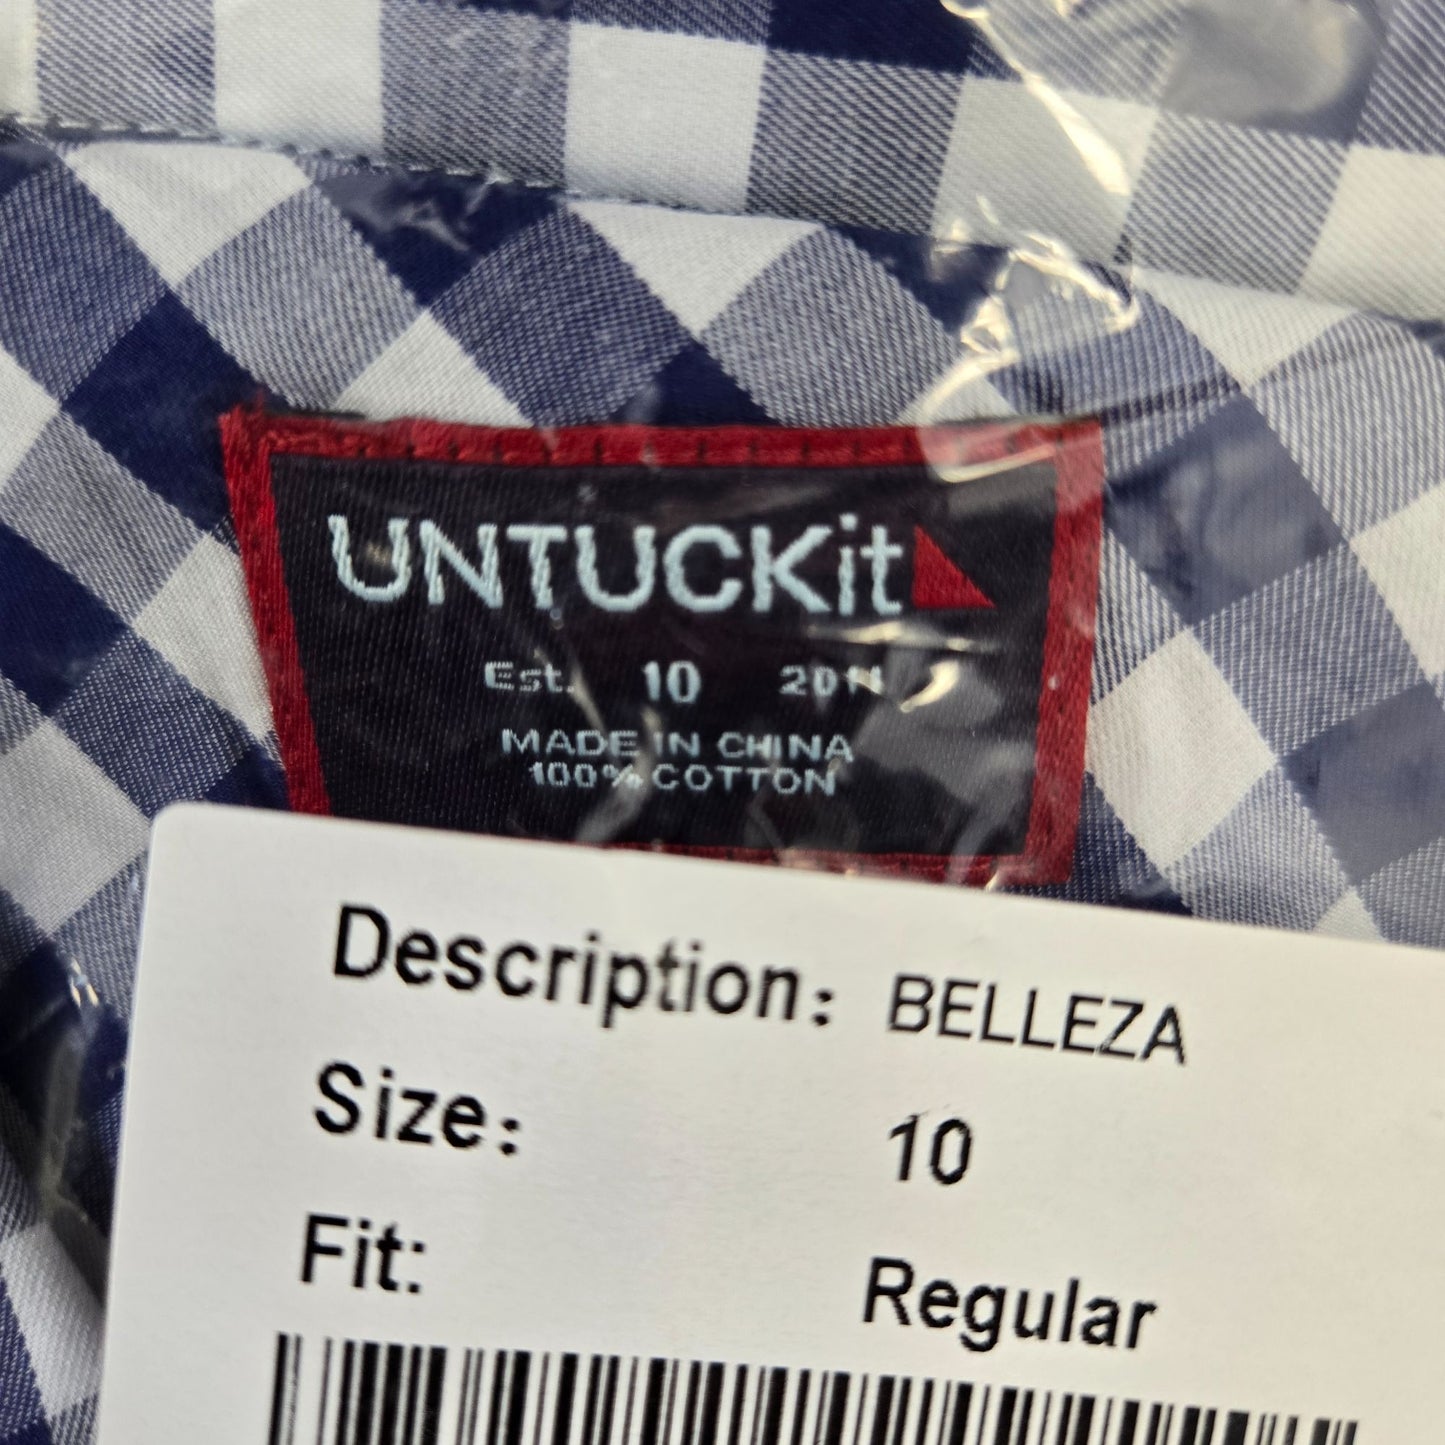 UNTUCKit
Est. 10 2011
MADE IN CHINA
100% COTTON
Description: BELLEZA
Size: 10
Fit: Regular